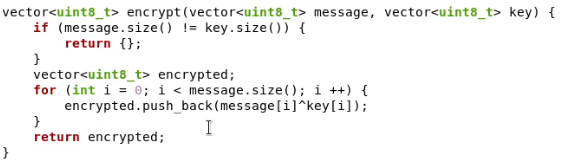 vector<uint8_t> encrypt(vector<uint8_t> message, vector<uint8_t> key) {
    if (message.size() != key.size()) {
        return {};
    }
    vector<uint8_t> encrypted;
    for (int i = 0; i < message.size(); i ++) {
        encrypted.push_back(message[i]^key[i]);
    }
    return encrypted;
}